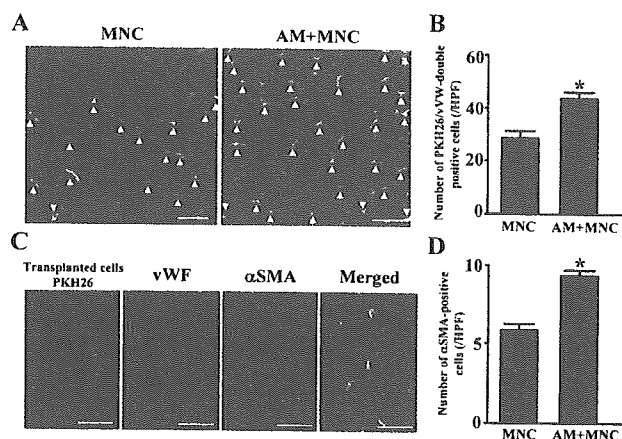 A
MNC
AM+MNC
B
Number of PKH26/vVW-double
positive cells (/HPF)
60
40
20
0
*
MNC
AM+MNC
C
Transplanted cells
PKH26
vWF
αSMA
Merged
D
Number of αSMA-positive
cells (/HPF)
10
5
0
*
MNC
AM+MNC